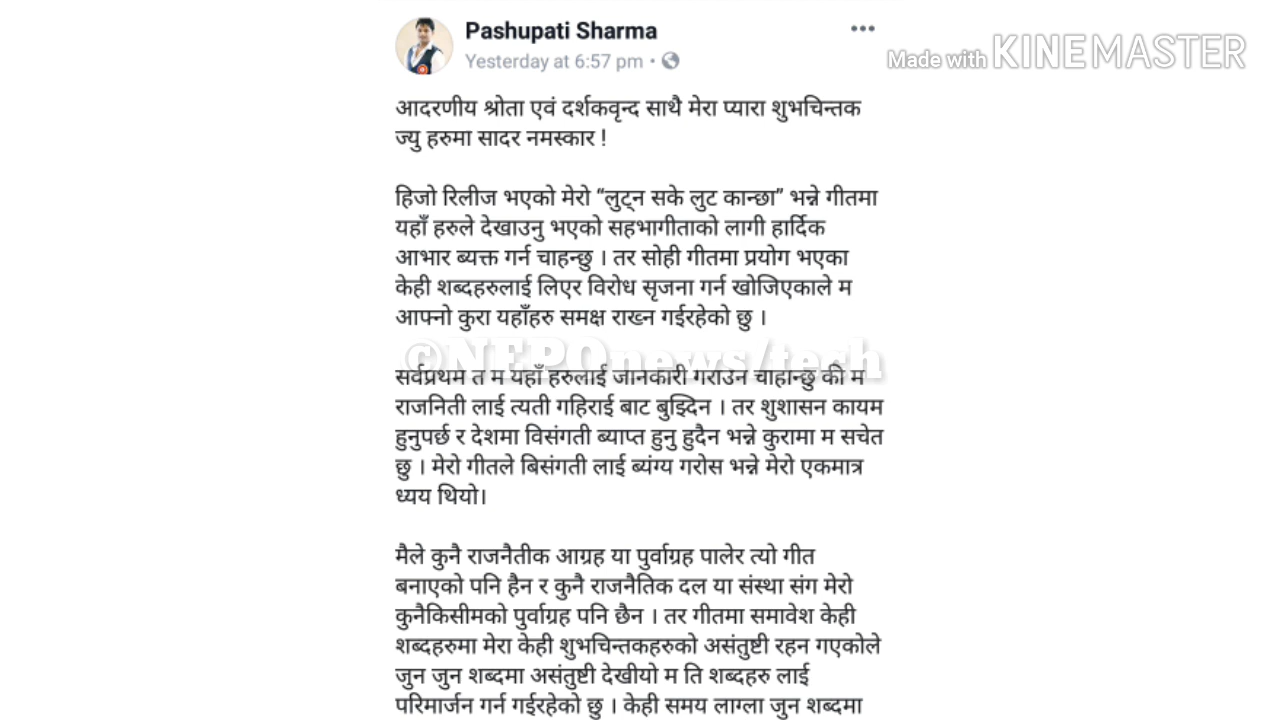 Pashupati Sharma
Yesterday at 6:57 pm
Made with KINEMASTER
आदरणीय श्रोता एवं दर्शकवृन्द साथै मेरा प्यारा शुभचिन्तक
ज्यु हरुमा सादर नमस्कार !
हिजो रिलीज भएको मेरो “लुट्न सके लुट कान्छा” भन्ने गीतमा
यहाँ हरुले देखाउनु भएको सहभागीताको लागी हार्दिक
आभार ब्यक्त गर्न चाहन्छु । तर सोही गीतमा प्रयोग भएका
केही शब्दहरुलाई लिएर विरोध सृजना गर्न खोजिएकाले म
आफ्नो कुरा यहाँहरु समक्ष राख्न गईरहेको छु ।
©NEPOnews/tech
सर्वप्रथम त म यहाँ हरुलाई जानकारी गराउन चाहान्छु की म
राजनिती लाई त्यती गहिराई बाट बुझ्दिन । तर शुशासन कायम
हुनुपर्छ र देशमा विसंगती ब्याप्त हुनु हुदैन भन्ने कुरामा म सचेत
छु । मेरो गीतले बिसंगती लाई ब्यंग्य गरोस भन्ने मेरो एकमात्र
ध्यय थियो।
मैले कुनै राजनैतीक आग्रह या पुर्वाग्रह पालेर त्यो गीत
बनाएको पनि हैन र कुनै राजनैतिक दल या संस्था संग मेरो
कुनैकिसीमको पुर्वाग्रह पनि छैन । तर गीतमा समावेश केही
शब्दहरुमा मेरा केही शुभचिन्तकहरुको असंतुष्टी रहन गएकोले
जुन जुन शब्दमा असंतुष्टी देखीयो म ति शब्दहरु लाई
परिमार्जन गर्न गईरहेको छु । केही समय लाग्ला जुन शब्दमा